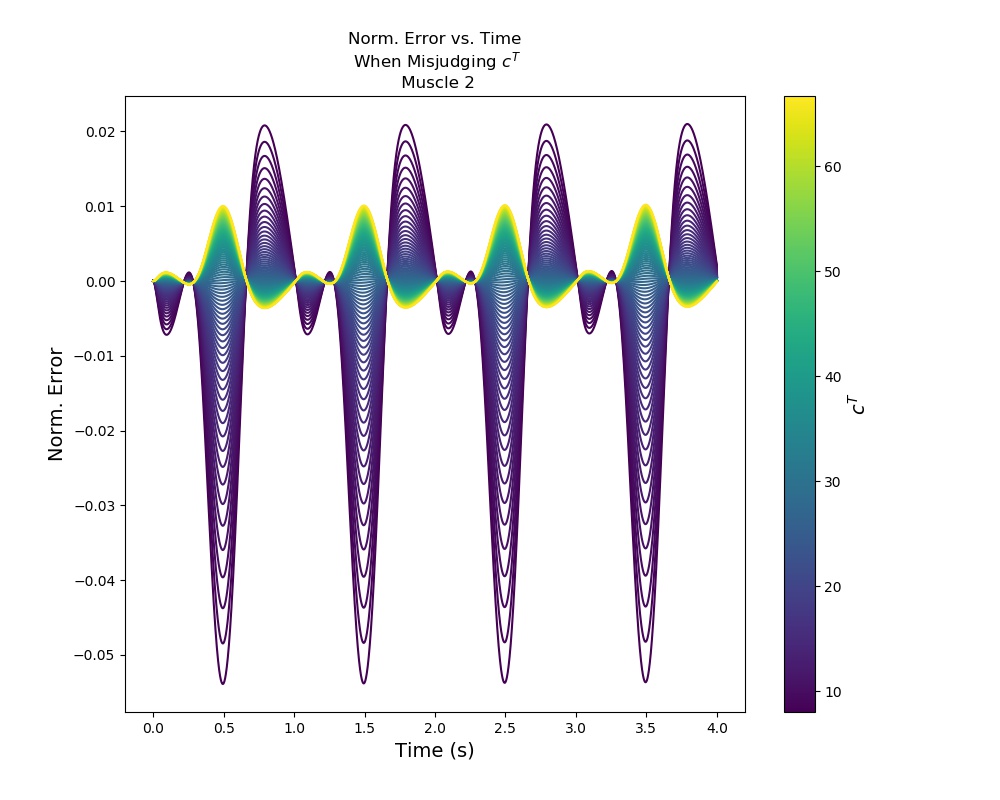 Norm. Error vs. Time
When Misjudging $c^T$
Muscle 2
Norm. Error
0.02
0.01
0.00
−0.01
−0.02
−0.03
−0.04
−0.05
0.0 0.5 1.0 1.5 2.0 2.5 3.0 3.5 4.0
Time (s)
60
50
40
30
20
10
$c^T$